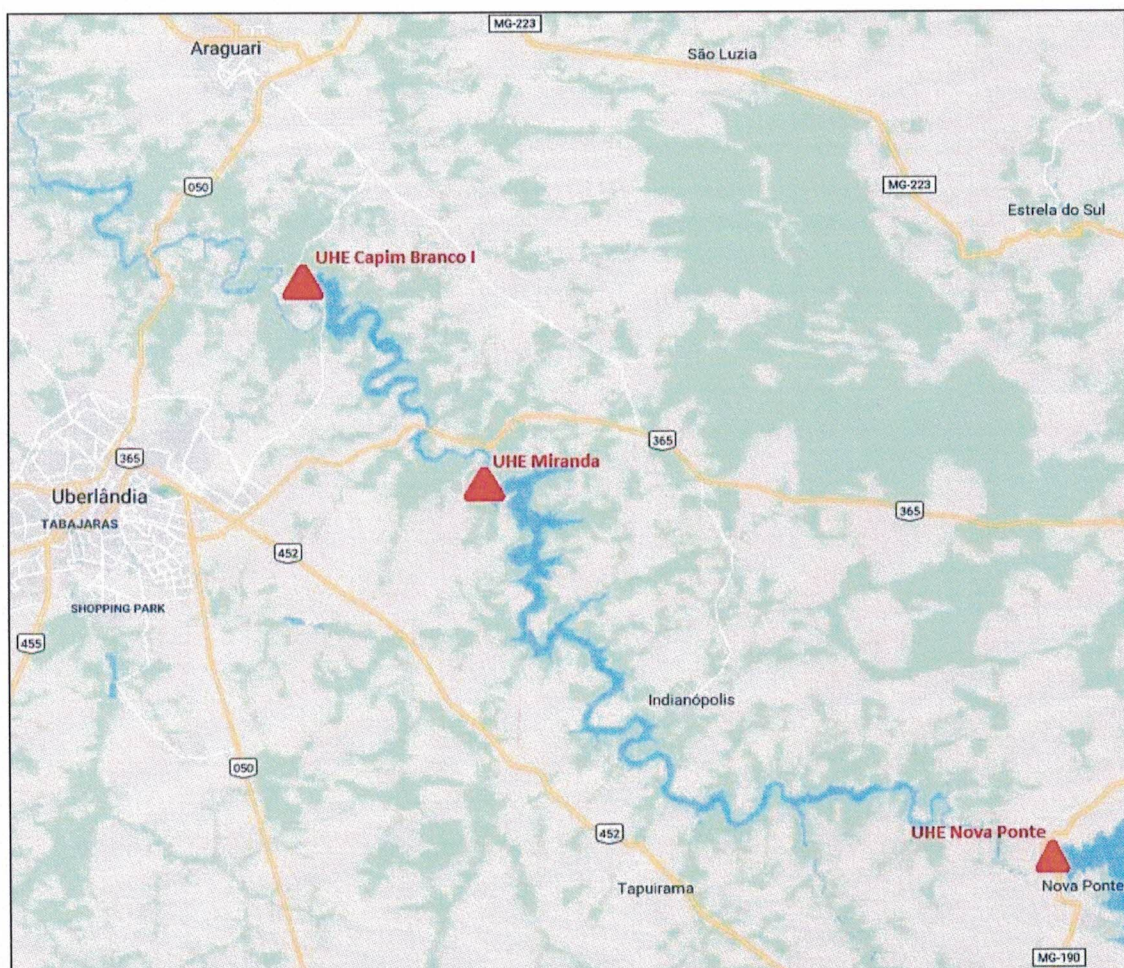 MG-223
Araguari
São Luzia
050
MG-223
Estrela do Sul
UHE Capim Branco I
365
365
UHE Miranda
Uberlândia
365
TABAJARAS
452
SHOPPING PARK
455
Indianópolis
050
452
UHE Nova Ponte
Tapuirama
Nova Ponte
MG-190